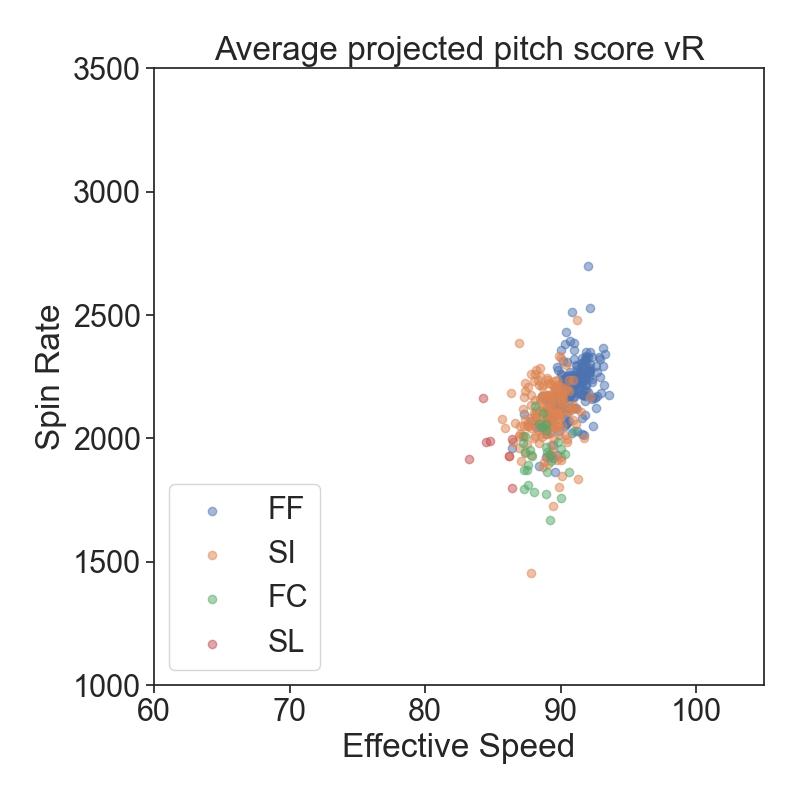 Average projected pitch score vR
3500
3000
2500
2000
1500
1000
Spin Rate
FF
SI
FC
SL
60 70 80 90 100
Effective Speed